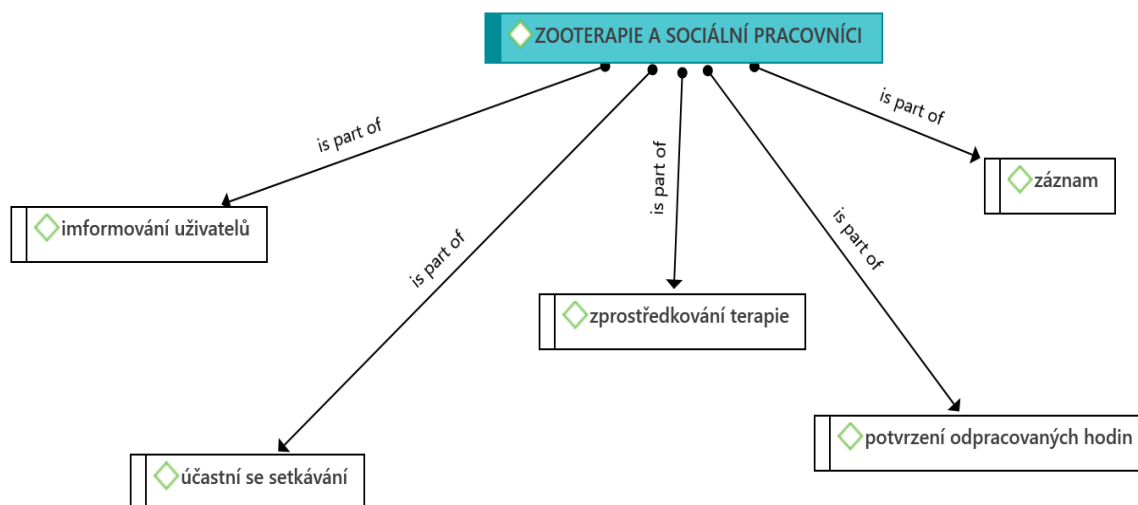 ZOOTERAPIE A SOCIÁLNÍ PRACOVNÍCI
is part of
is part of
is part of
is part of
is part of
záznam
imformování uživatelů
zprostředkování terapie
potvrzení odpracovaných hodin
účastní se setkávání